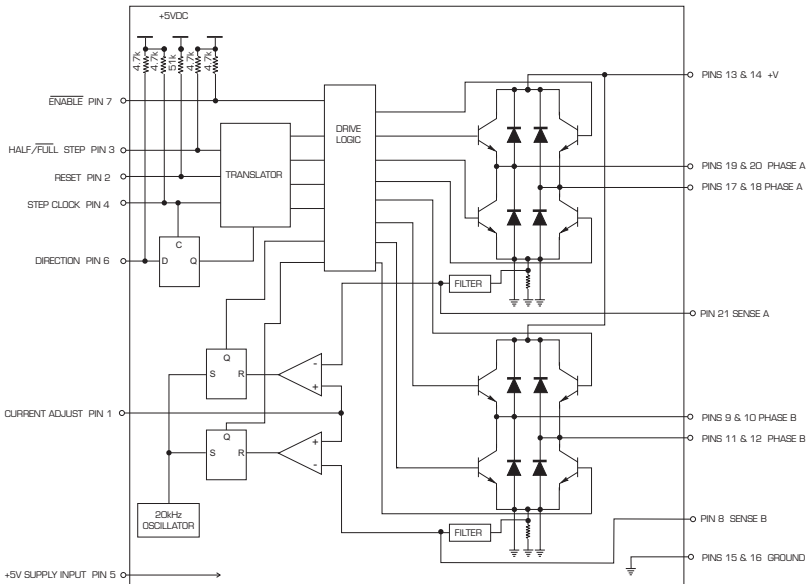 +5VDC
4.7k
4.7k
51k
4.7k
4.7k
ENABLE PIN 7
HALF/FULL STEP PIN 3
RESET PIN 2
STEP CLOCK PIN 4
DIRECTION PIN 6
CURRENT ADJUST PIN 1
+5V SUPPLY INPUT PIN 5
TRANSLATOR
DRIVE
LOGIC
C
D Q
Q
S R
Q
S R
-
+
+
-
20kHz
OSCILLATOR
FILTER
FILTER
PINS 13 & 14 +V
PINS 19 & 20 PHASE A
PINS 17 & 18 PHASE A
PIN 21 SENSE A
PINS 9 & 10 PHASE B
PINS 11 & 12 PHASE B
PIN 8 SENSE B
PINS 15 & 16 GROUND